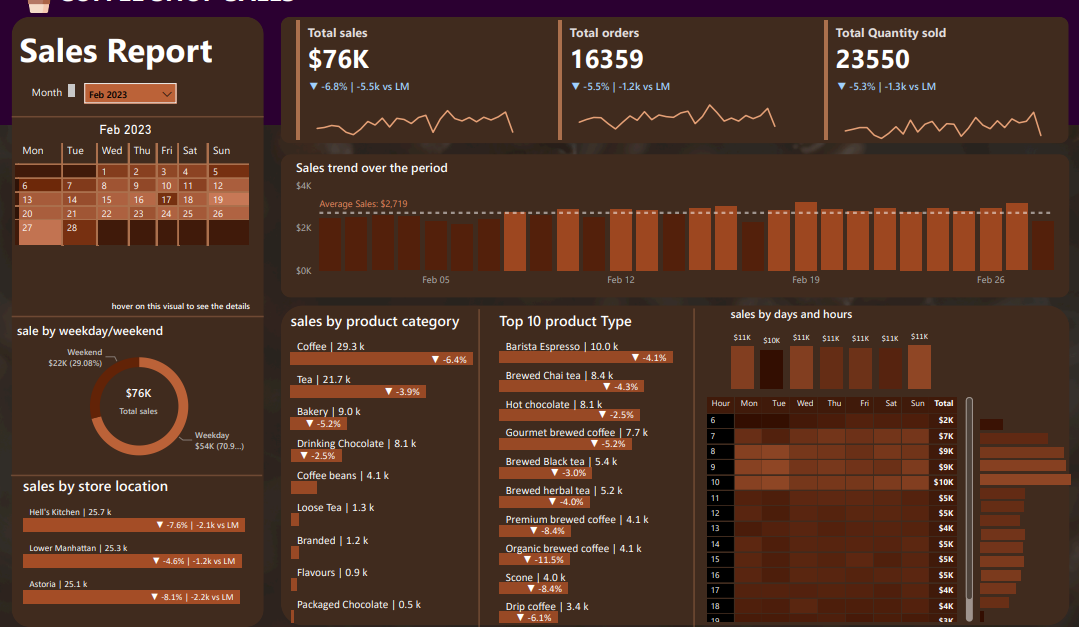 COFFEE SHOP SALES
Sales Report
Month
Feb 2023
Feb 2023
Mon Tue Wed Thu Fri Sat Sun
1 2 3 4 5
6 7 8 9 10 11 12
13 14 15 16 17 18 19
20 21 22 23 24 25 26
27 28
hover on this visual to see the details
sale by weekday/weekend
Weekend
$22K (29.08%)
$76K
Total sales
Weekday
$54K (70.9...)
sales by store location
Hell's Kitchen | 25.7 k
▼ -7.6% | -2.1k vs LM
Lower Manhattan | 25.3 k
▼ -4.6% | -1.2k vs LM
Astoria | 25.1 k
▼ -8.1% | -2.2k vs LM
Total sales
$76K
▼ -6.8% | -5.5k vs LM
Total orders
16359
▼ -5.5% | -1.2k vs LM
Total Quantity sold
23550
▼ -5.3% | -1.3k vs LM
Sales trend over the period
$4K
Average Sales: $2,719
$2K
$0K
Feb 05 Feb 12 Feb 19 Feb 26
sales by product category
Coffee | 29.3 k
▼ -6.4%
Tea | 21.7 k
▼ -3.9%
Bakery | 9.0 k
▼ -5.2%
Drinking Chocolate | 8.1 k
▼ -2.5%
Coffee beans | 4.1 k
Loose Tea | 1.3 k
Branded | 1.2 k
Flavours | 0.9 k
Packaged Chocolate | 0.5 k
Top 10 product Type
Barista Espresso | 10.0 k
▼ -4.1%
Brewed Chai tea | 8.4 k
▼ -4.3%
Hot chocolate | 8.1 k
▼ -2.5%
Gourmet brewed coffee | 7.7 k
▼ -5.2%
Brewed Black tea | 5.4 k
▼ -3.0%
Brewed herbal tea | 5.2 k
▼ -4.0%
Premium brewed coffee | 4.1 k
▼ -8.4%
Organic brewed coffee | 4.1 k
▼ -11.5%
Scone | 4.0 k
▼ -8.4%
Drip coffee | 3.4 k
▼ -6.1%
sales by days and hours
$11K $10K $11K $11K $11K $11K $11K
Hour Mon Tue Wed Thu Fri Sat Sun Total
6 $2K
7 $7K
8 $9K
9 $9K
10 $10K
11 $5K
12 $5K
13 $4K
14 $5K
15 $5K
16 $5K
17 $4K
18 $4K
19 $3K